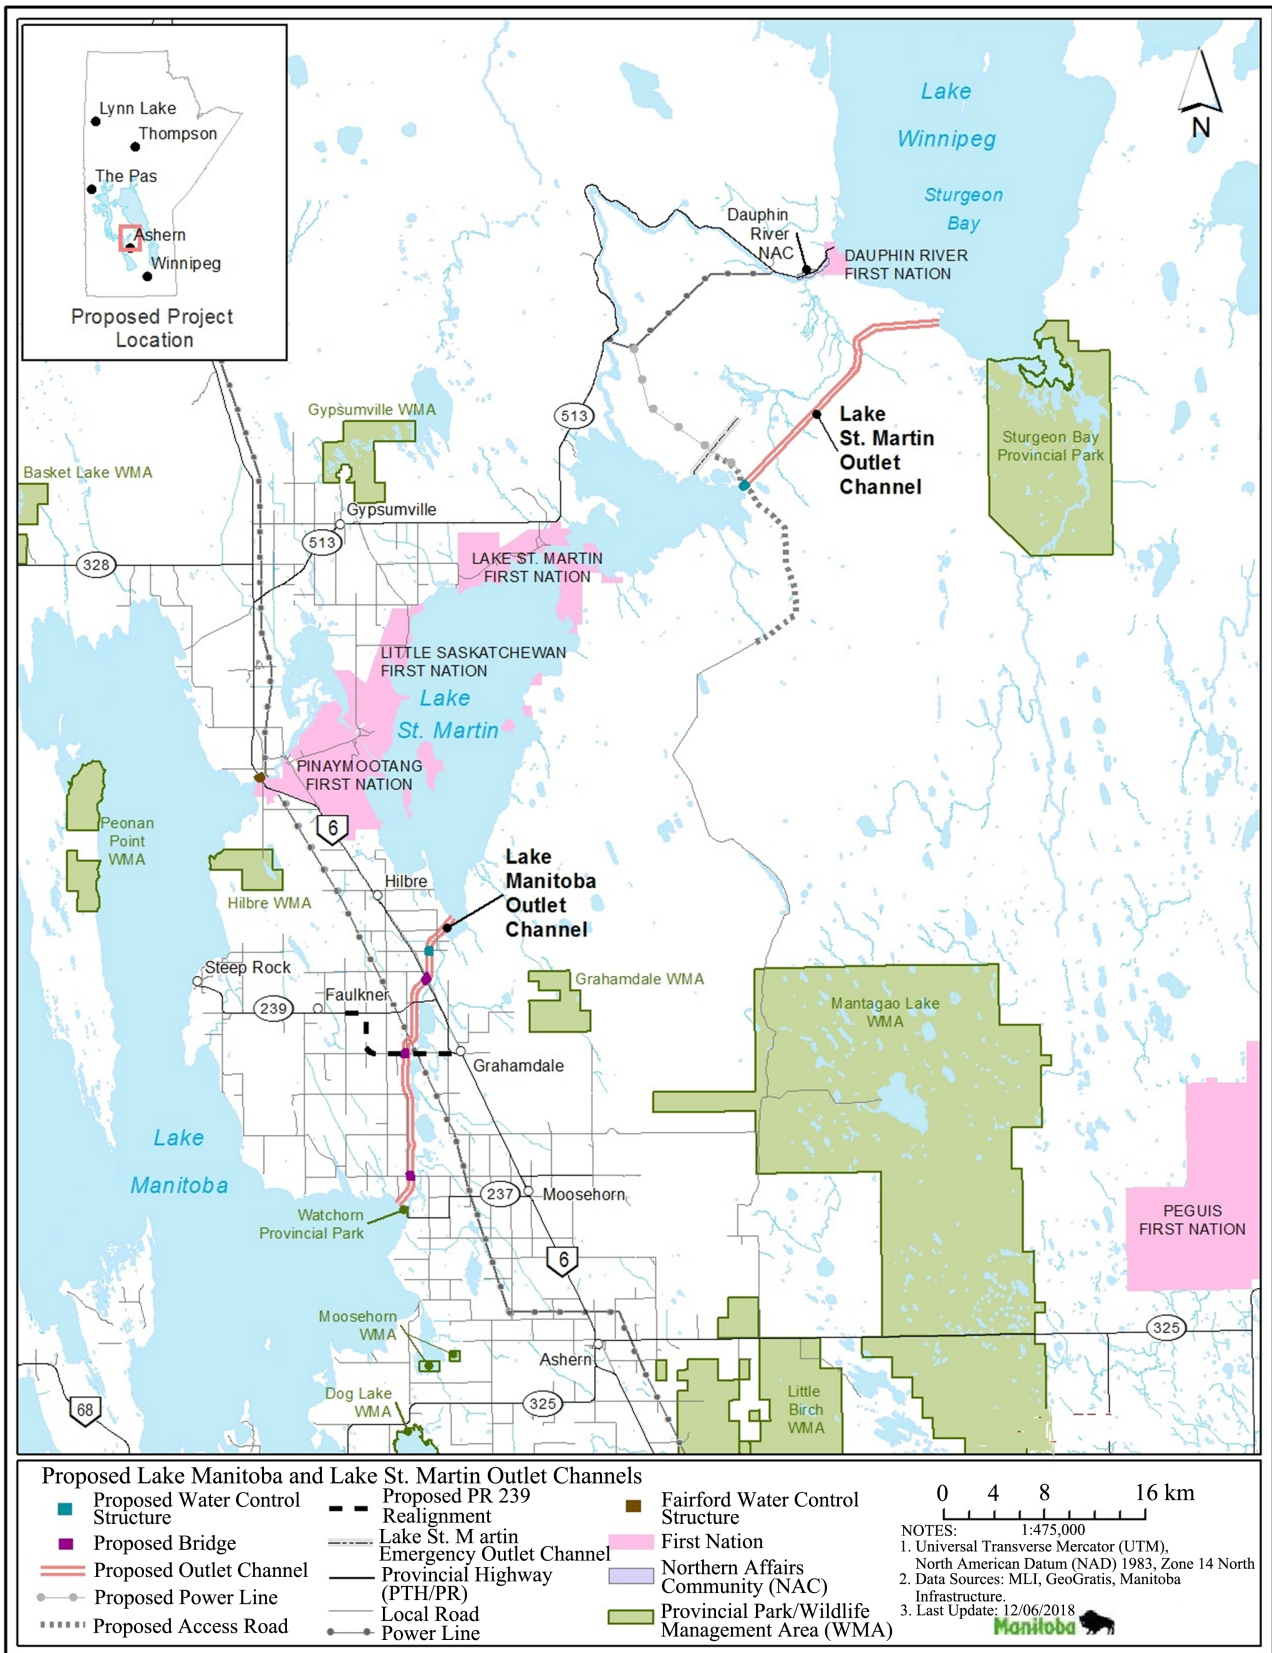 Lynn Lake
Thompson
The Pas
Ashern
Winnipeg
Proposed Project
Location
Lake
Winnipeg
Sturgeon
Bay
N
Dauphin
River
NAC
DAUPHIN RIVER
FIRST NATION
513
Lake
St. Martin
Outlet
Channel
Sturgeon Bay
Provincial Park
Gypsumville WMA
Basket Lake WMA
Gypsumville
513
328
LAKE ST. MARTIN
FIRST NATION
LITTLE SASKATCHEWAN
FIRST NATION
Lake
St. Martin
PINAYMOOTANG
FIRST NATION
6
Peonan
Point
WMA
Hilbre WMA
Hilbre
Lake
Manitoba
Outlet
Channel
Steep Rock
239
Faulkner
Grahamdale WMA
Mantagao Lake
WMA
Grahamdale
Lake
Manitoba
237
Moosehorn
Watchorn
Provincial Park
PEGUIS
FIRST NATION
6
Moosehorn
WMA
325
Ashern
Dog Lake
WMA
325
Little
Birch
WMA
68
Proposed Lake Manitoba and Lake St. Martin Outlet Channels
Proposed Water Control
Structure
Proposed Bridge
Proposed Outlet Channel
Proposed Power Line
Proposed Access Road
Proposed PR 239
Realignment
Lake St. M artin
Emergency Outlet Channel
Provincial Highway
(PTH/PR)
Local Road
Power Line
Fairford Water Control
Structure
First Nation
Northern Affairs
Community (NAC)
Provincial Park/Wildlife
Management Area (WMA)
0 4 8 16 km
NOTES: 1:475,000
1. Universal Transverse Mercator (UTM),
North American Datum (NAD) 1983, Zone 14 North
2. Data Sources: MLI, GeoGratis, Manitoba
Infrastructure.
3. Last Update: 12/06/2018
Manitoba